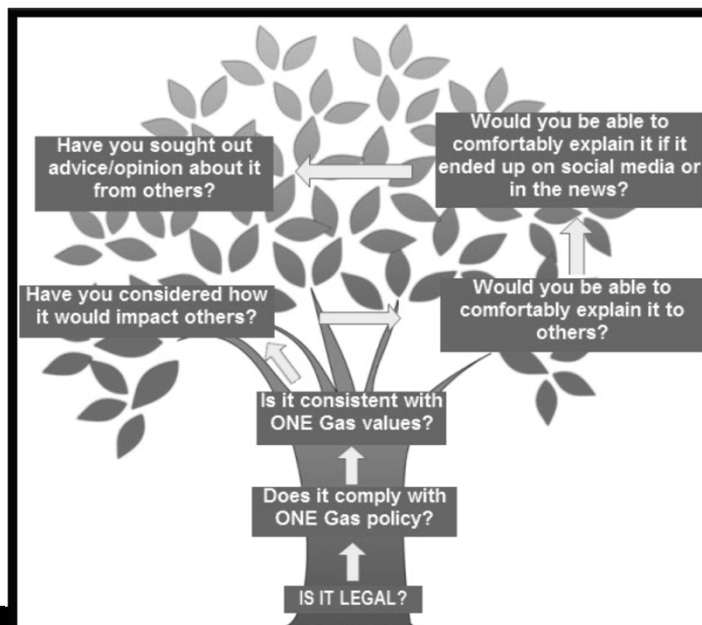 Have you sought out
advice/opinion about it
from others?
Would you be able to
comfortably explain it if it
ended up on social media or
in the news?
Have you considered how
it would impact others?
Would you be able to
comfortably explain it to
others?
Is it consistent with
ONE Gas values?
Does it comply with
ONE Gas policy?
IS IT LEGAL?